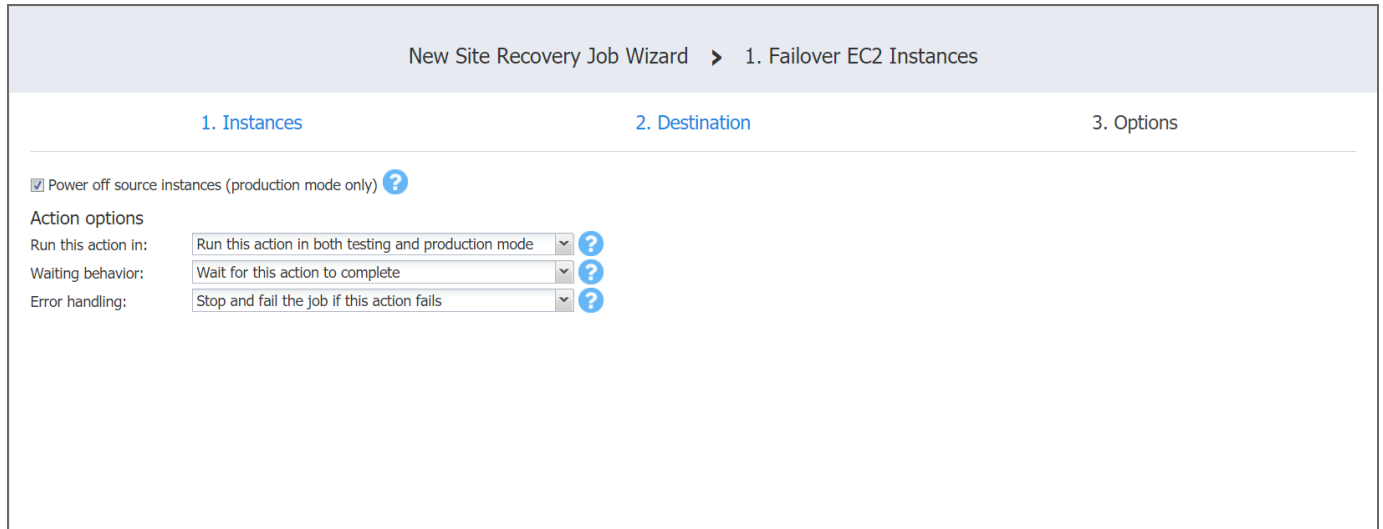 New Site Recovery Job Wizard > 1. Failover EC2 Instances
1. Instances 2. Destination 3. Options
Power off source instances (production mode only) ?
Action options
Run this action in: Run this action in both testing and production mode ?
Waiting behavior: Wait for this action to complete ?
Error handling: Stop and fail the job if this action fails ?